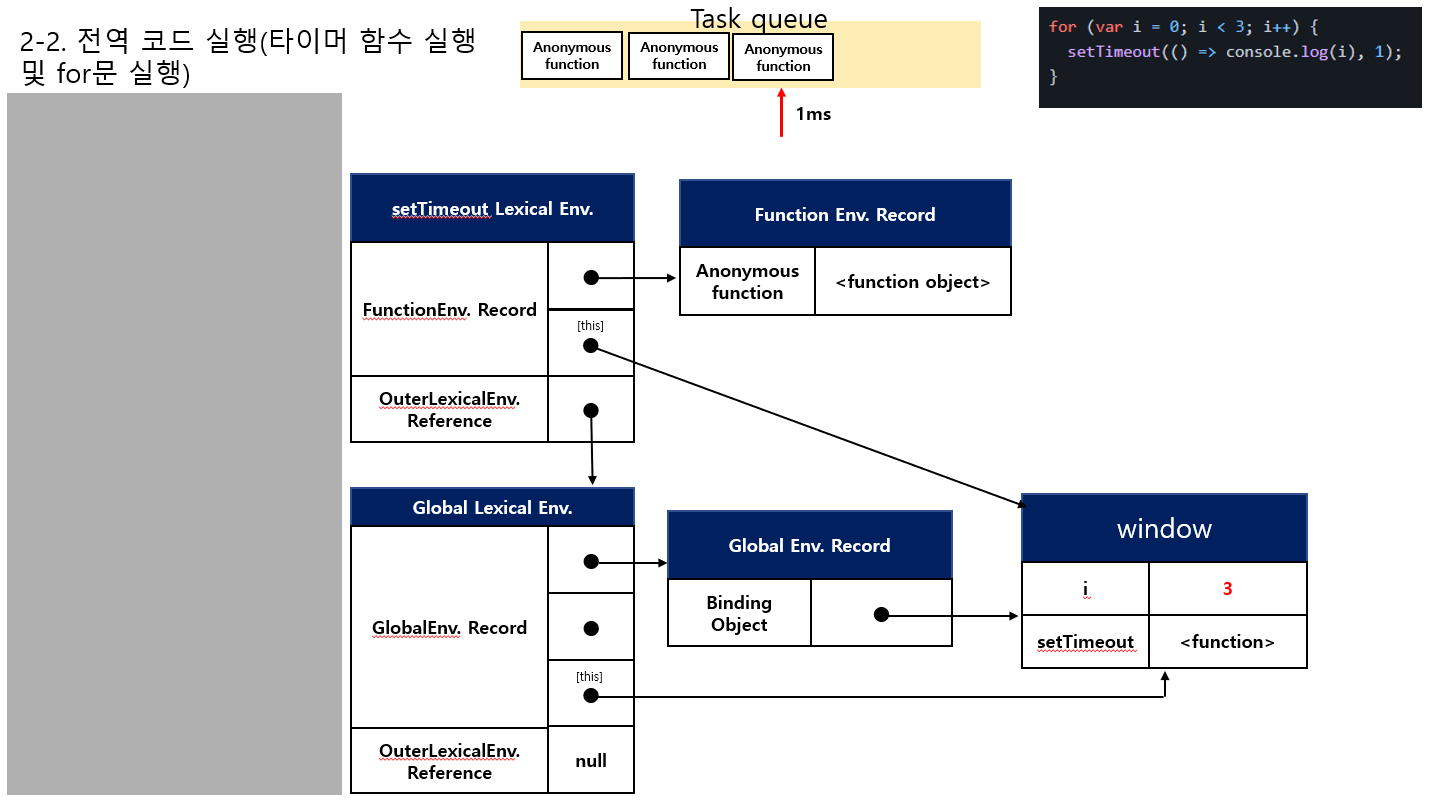 2-2. 전역 코드 실행(타이머 함수 실행
및 for문 실행)
Task queue
Anonymous
function
Anonymous
function
Anonymous
function
1ms
for (var i = 0; i < 3; i++) {
  setTimeout(() => console.log(i), 1);
}
setTimeout Lexical Env.
FunctionEnv. Record
[this]
OuterLexicalEnv.
Reference
Function Env. Record
Anonymous
function
<function object>
Global Lexical Env.
GlobalEnv. Record
[this]
OuterLexicalEnv.
Reference
null
Global Env. Record
Binding
Object
window
i
3
setTimeout
<function>